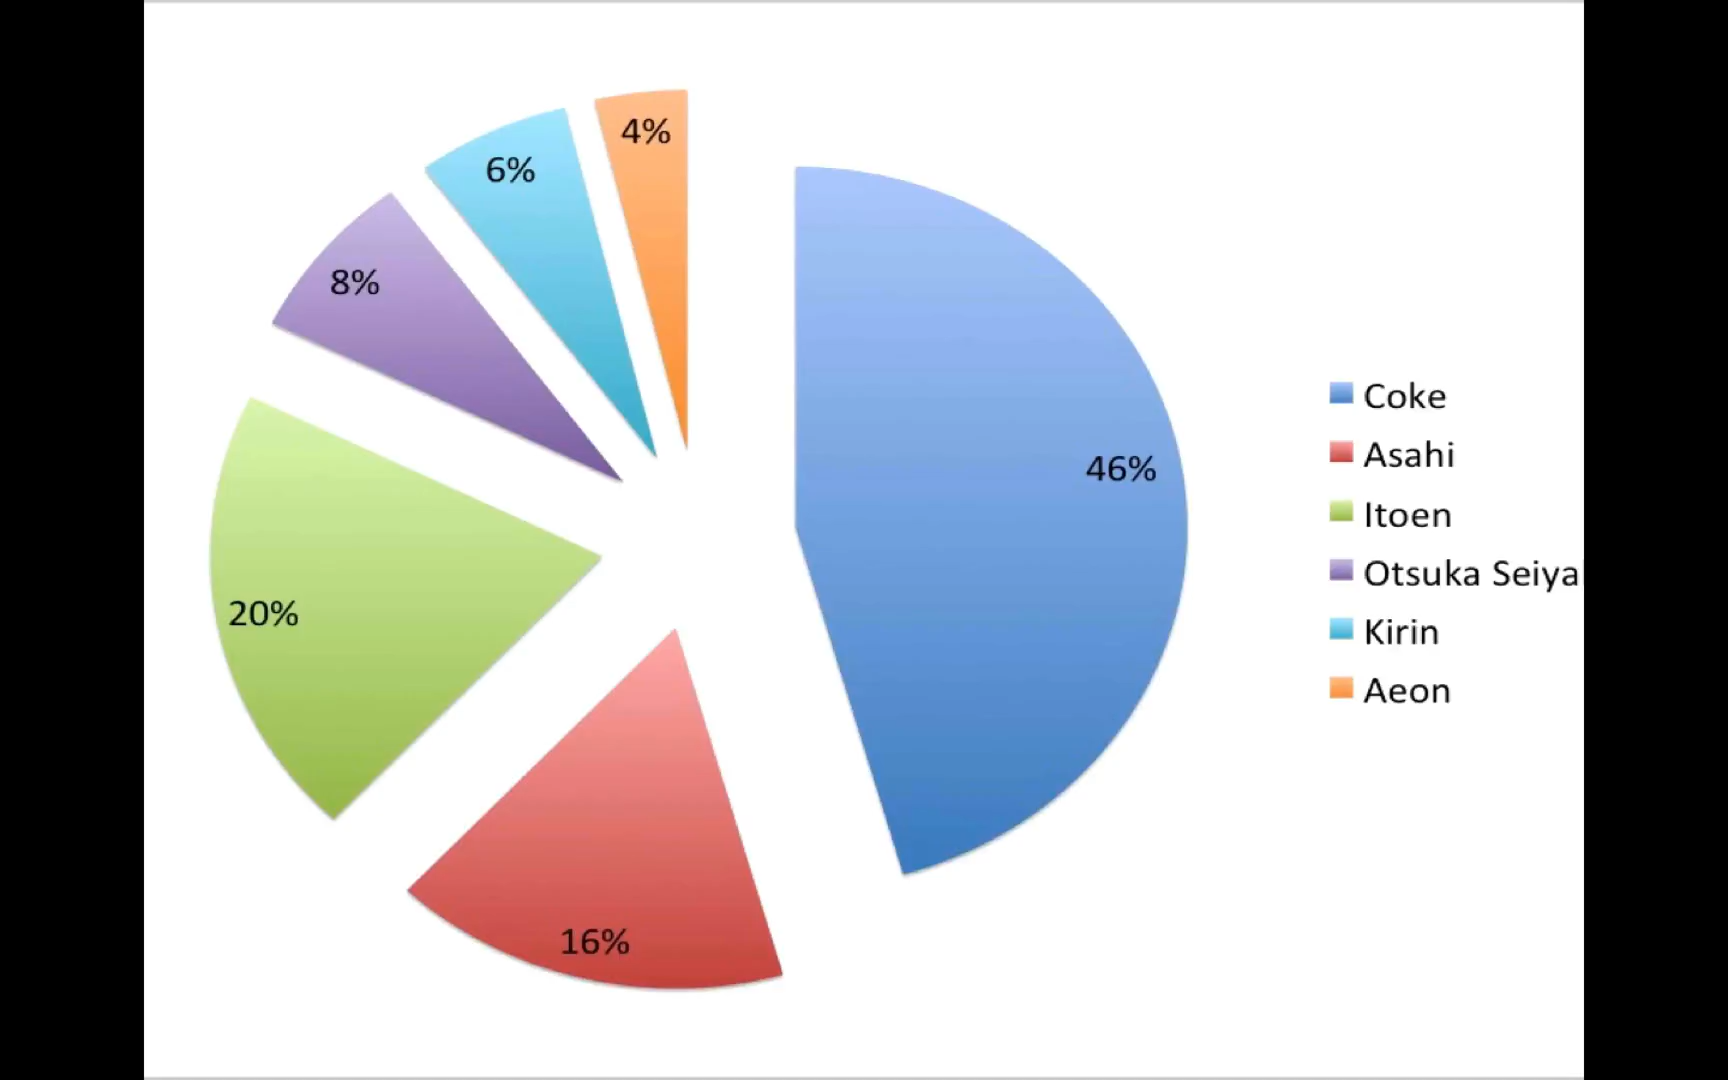 4%
6%
8%
46%
20%
16%
Coke
Asahi
Itoen
Otsuka Seiya
Kirin
Aeon